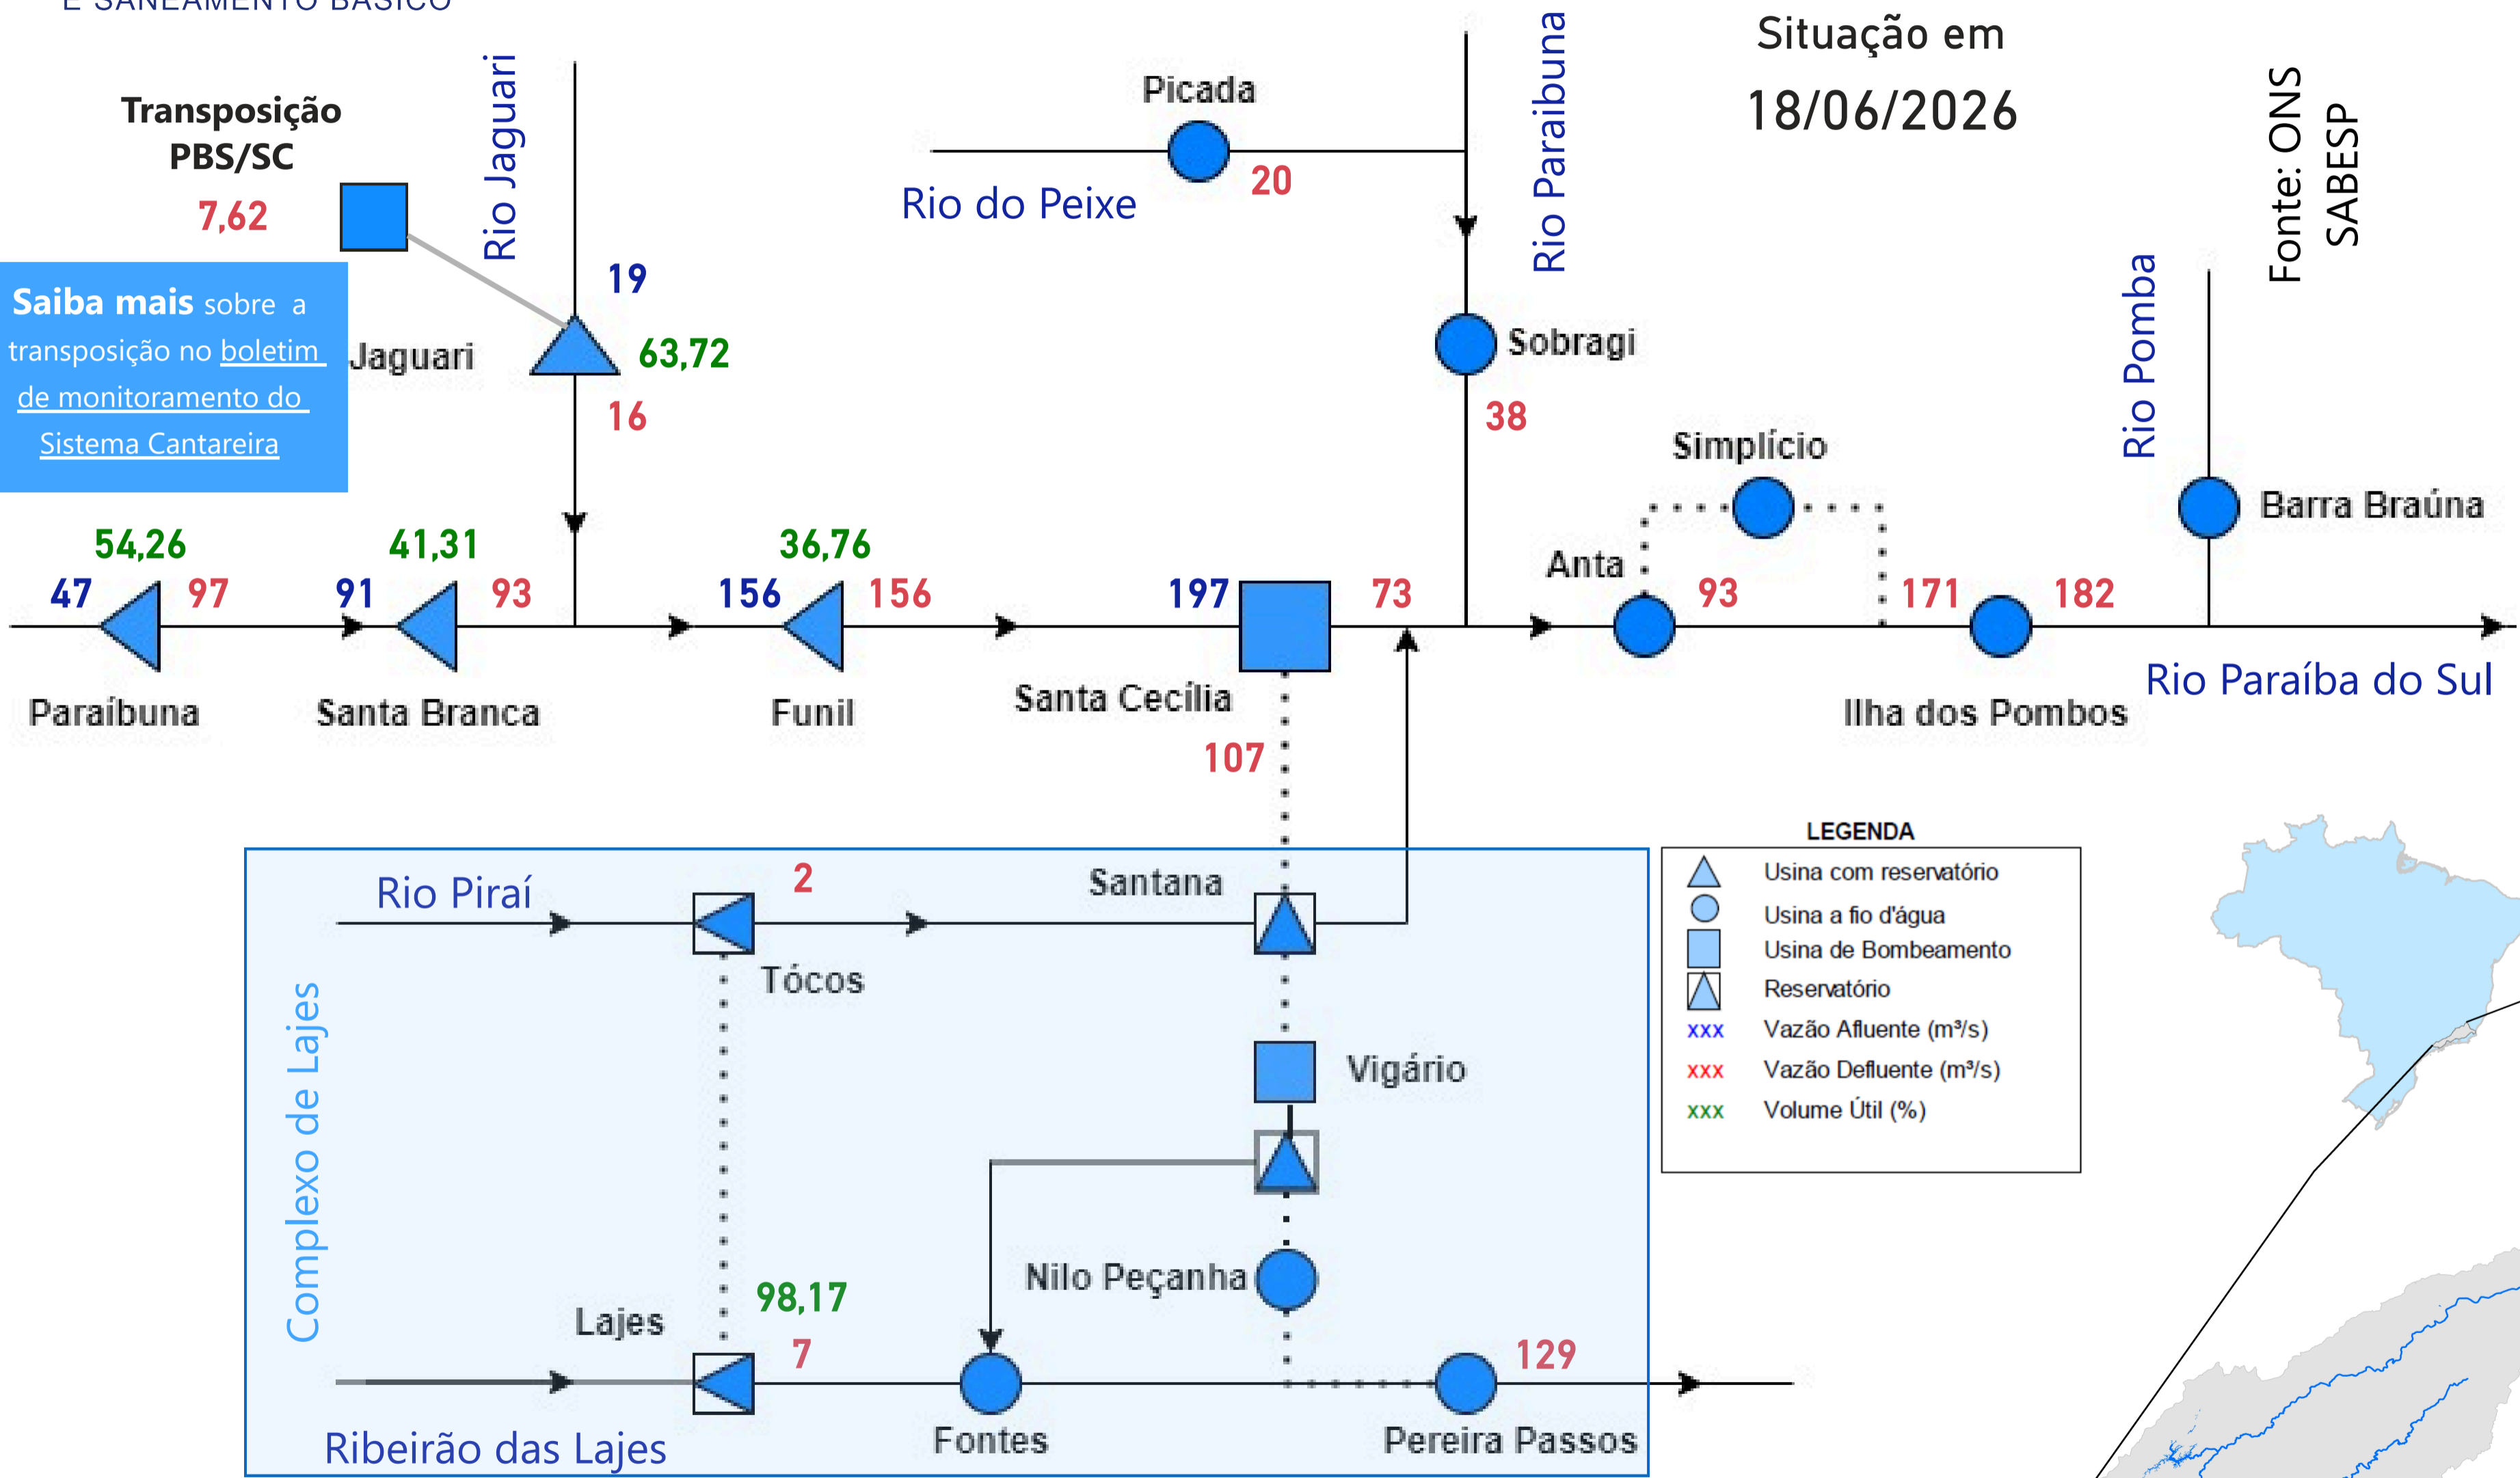 E SANEAMENTO BÁSICO
Situação em
18/06/2026
Fonte: ONS
SABESP
Transposição
PBS/SC
7,62
Rio Jaguari
Saiba mais sobre a
transposição no boletim
de monitoramento do
Sistema Cantareira
19
Jaguari
63,72
16
Picada
20
Rio do Peixe
Rio Paraibuna
Sobragi
38
Simplício
Rio Pomba
Barra Braúna
54,26
47
97
Paraíbuna
41,31
91
93
Santa Branca
36,76
156
156
Funil
197
73
Santa Cecília
107
Anta
93
171
182
Ilha dos Pombos
Rio Paraíba do Sul
Complexo de Lajes
Rio Piraí
2
Tócos
Santana
Vigário
Nilo Peçanha
Lajes
98,17
7
129
Ribeirão das Lajes
Fontes
Pereira Passos
LEGENDA
Usina com reservatório
Usina a fio d'água
Usina de Bombeamento
Reservatório
xxx Vazão Afluente (m³/s)
xxx Vazão Defluente (m³/s)
xxx Volume Útil (%)